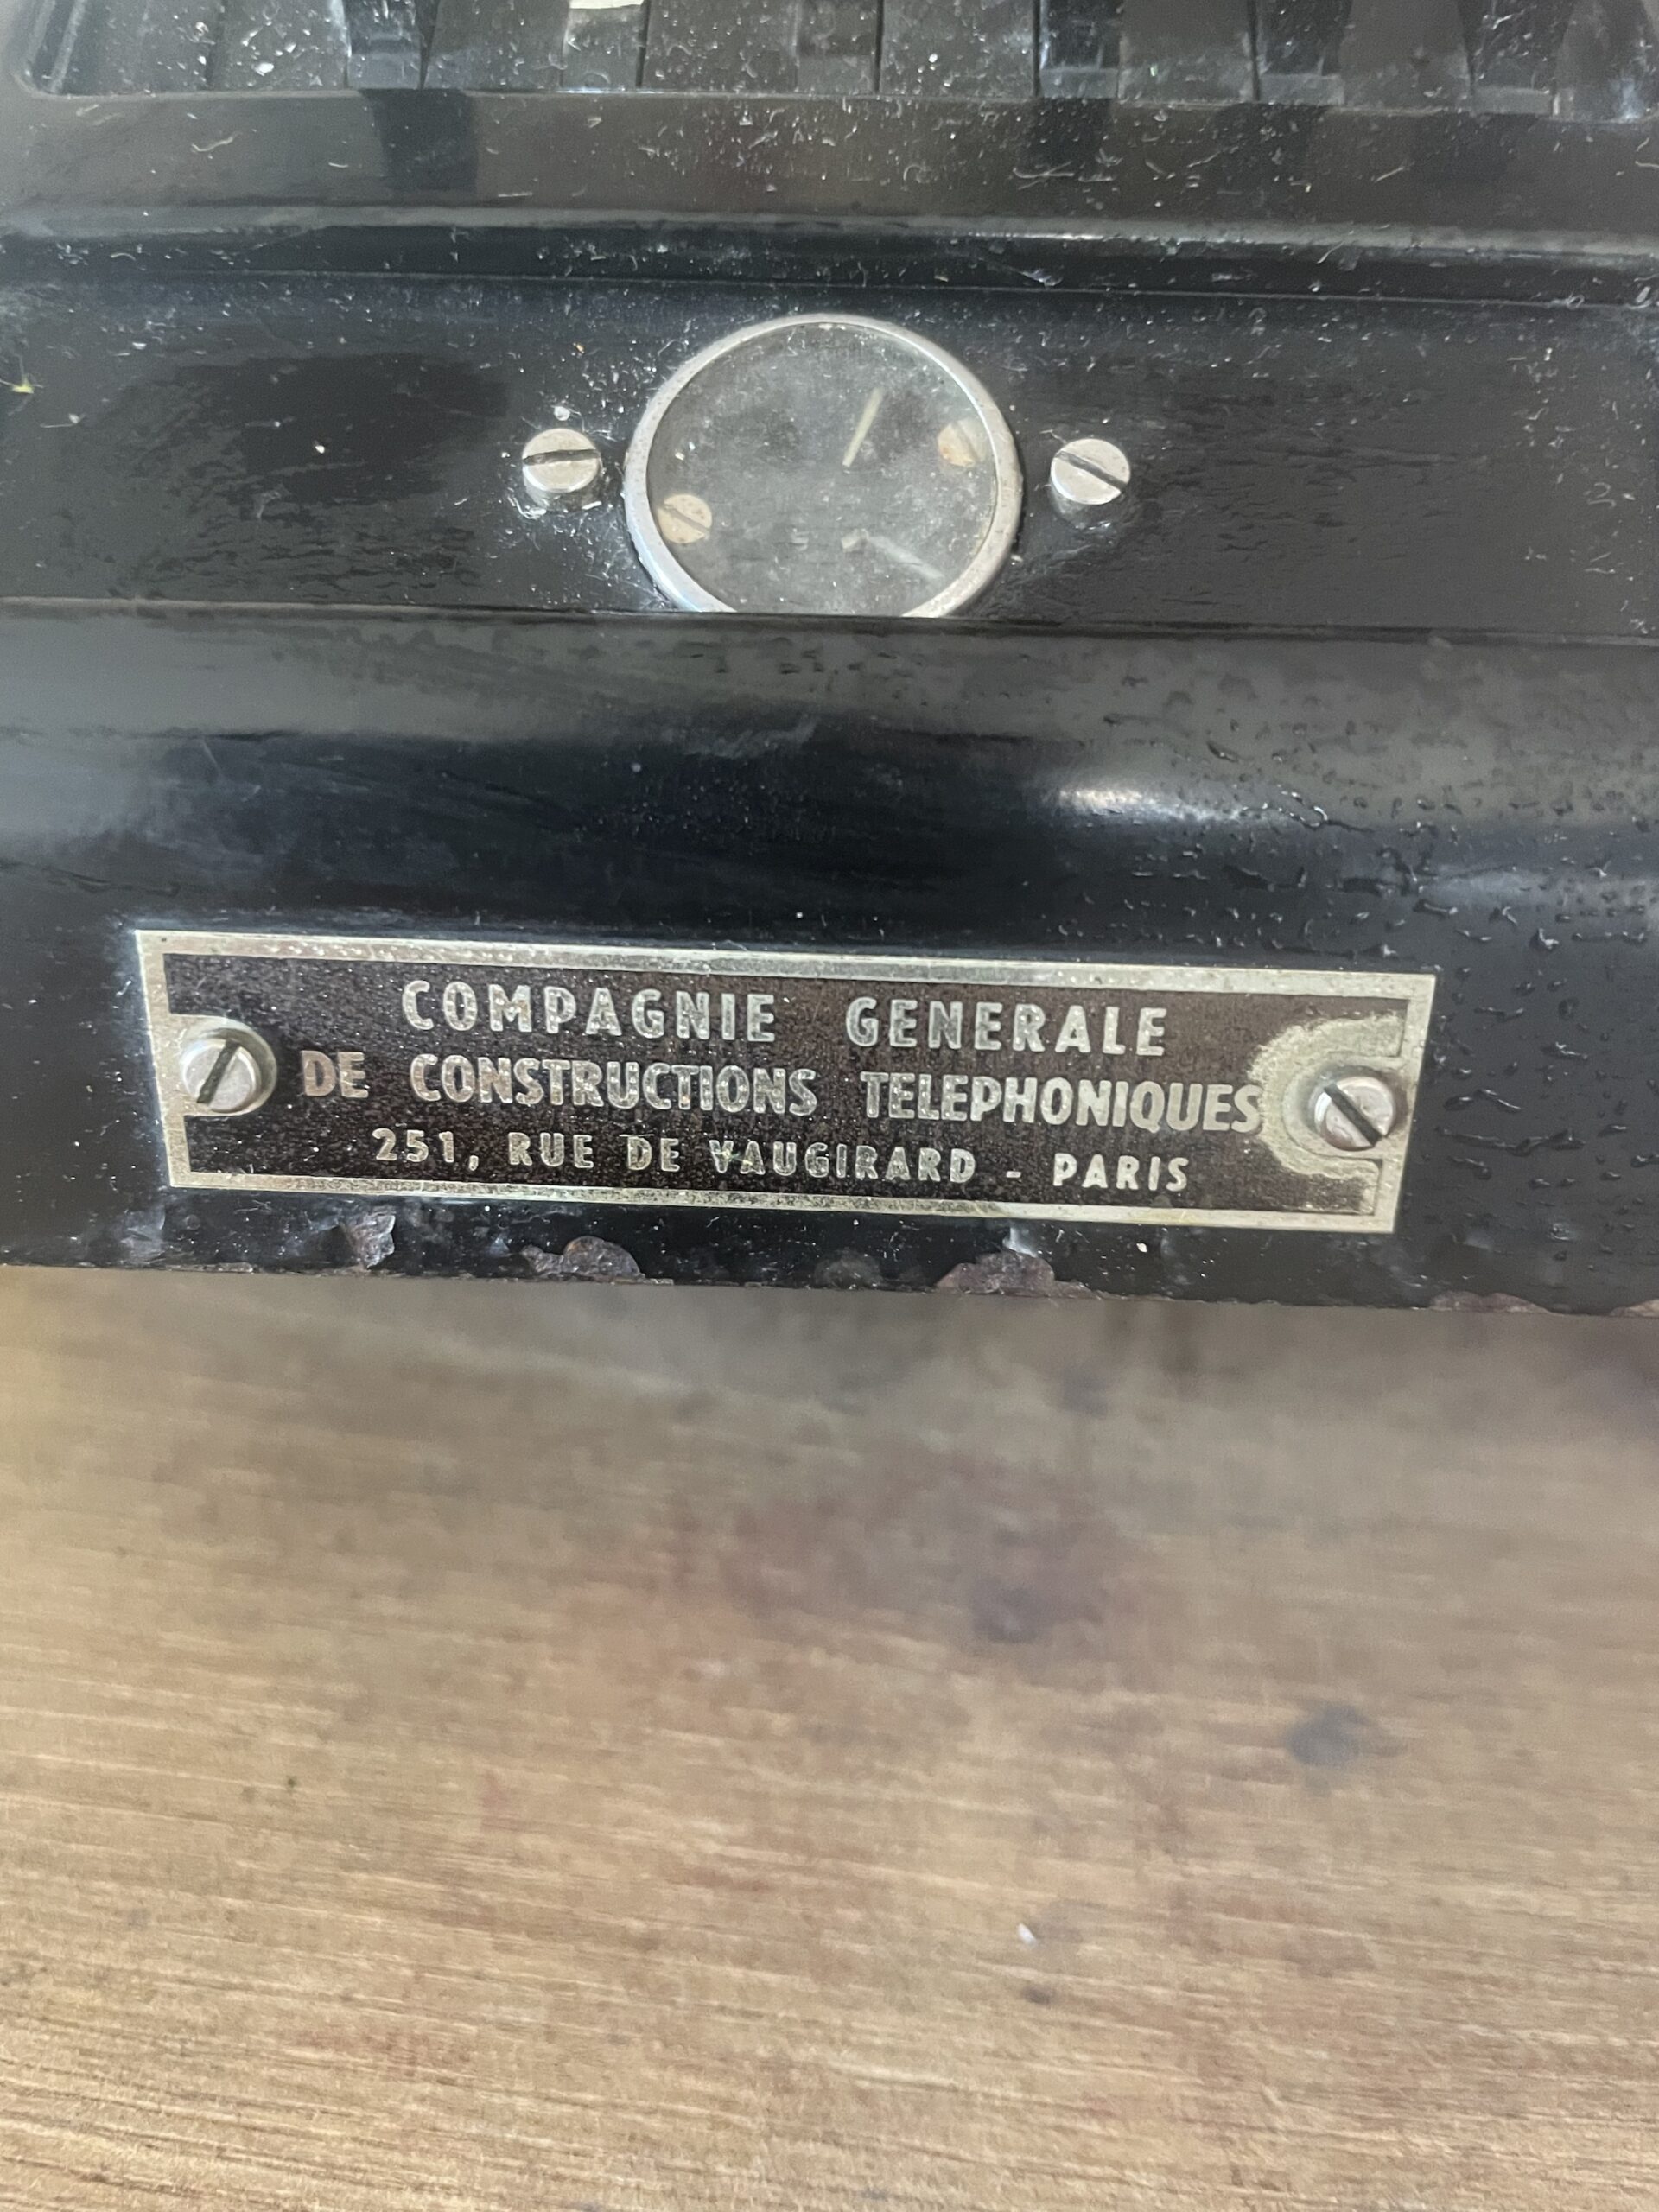 COMPAGNIE GENERALE
DE CONSTRUCTIONS TELEPHONIQUES
251, RUE DE VAUGIRARD - PARIS